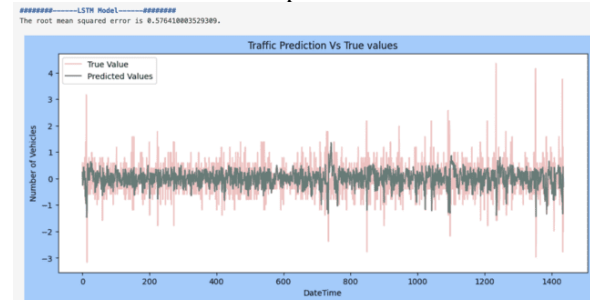 ########------LSTM Model------########
The root mean squared error is 0.576410003529309.
Traffic Prediction Vs True values
True Value
Predicted Values
Number of Vehicles
4
3
2
1
0
−1
−2
−3
0 200 400 600 800 1000 1200 1400
DateTime